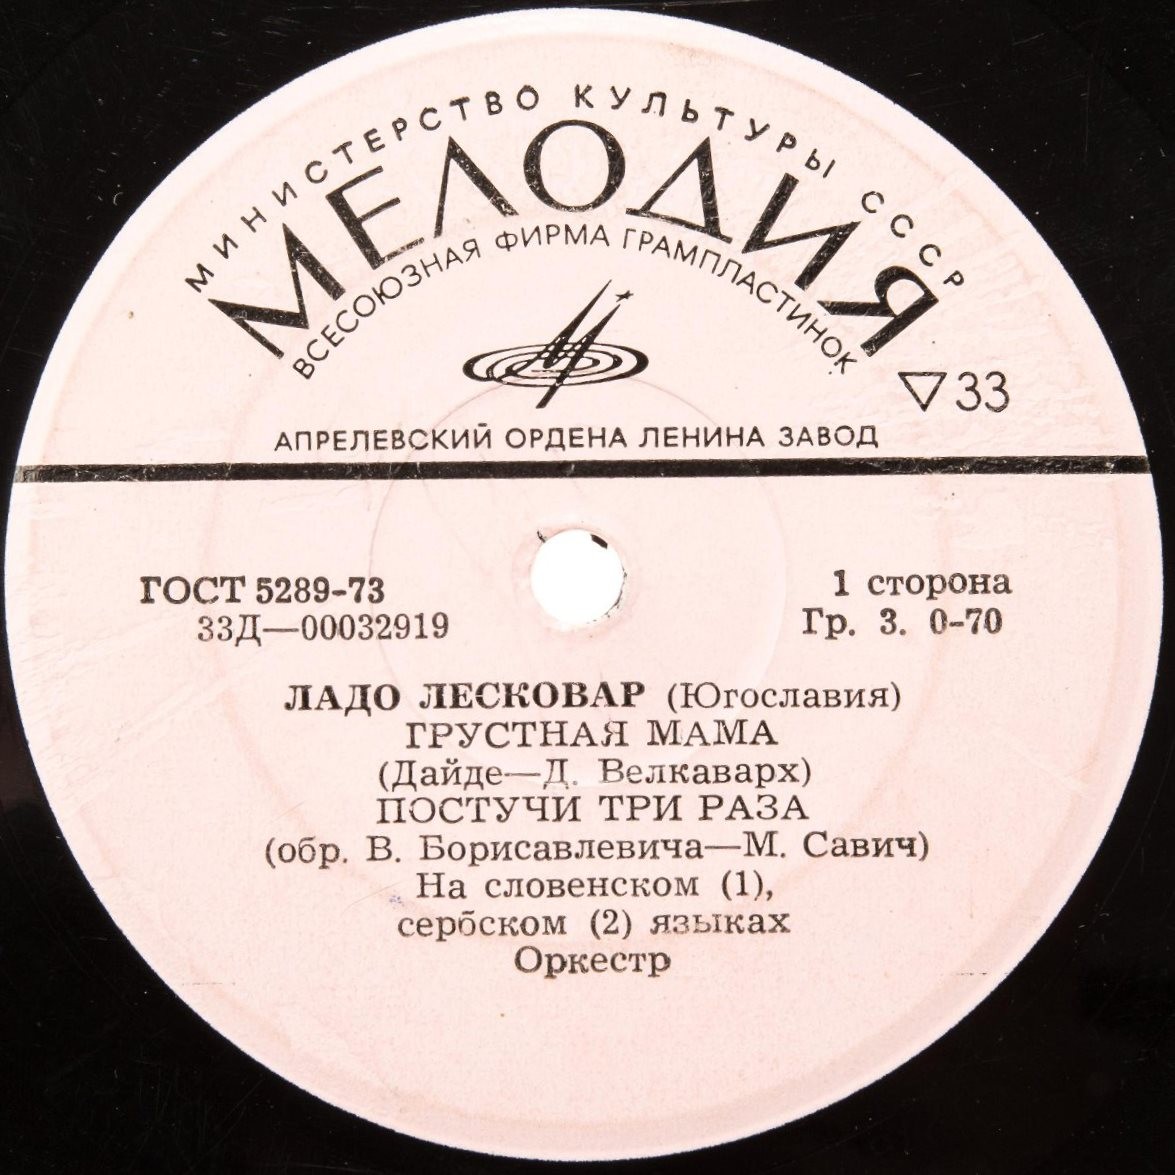 МИНИСТЕРСТВО КУЛЬТУРЫ СССР
МЕЛОДИЯ
ВСЕСОЮЗНАЯ ФИРМА ГРАМПЛАСТИНОК
33
АПРЕЛЕВСКИЙ ОРДЕНА ЛЕНИНА ЗАВОД
ГОСТ 5289-73
33Д—00032919
1 сторона
Гр. 3. 0-70
ЛАДО ЛЕСКОВАР (Югославия)
ГРУСТНАЯ МАМА
(Дайде—Д. Велкаварх)
ПОСТУЧИ ТРИ РАЗА
(обр. В. Борисавлевича—М. Савич)
На словенском (1),
сербском (2) языках
Оркестр